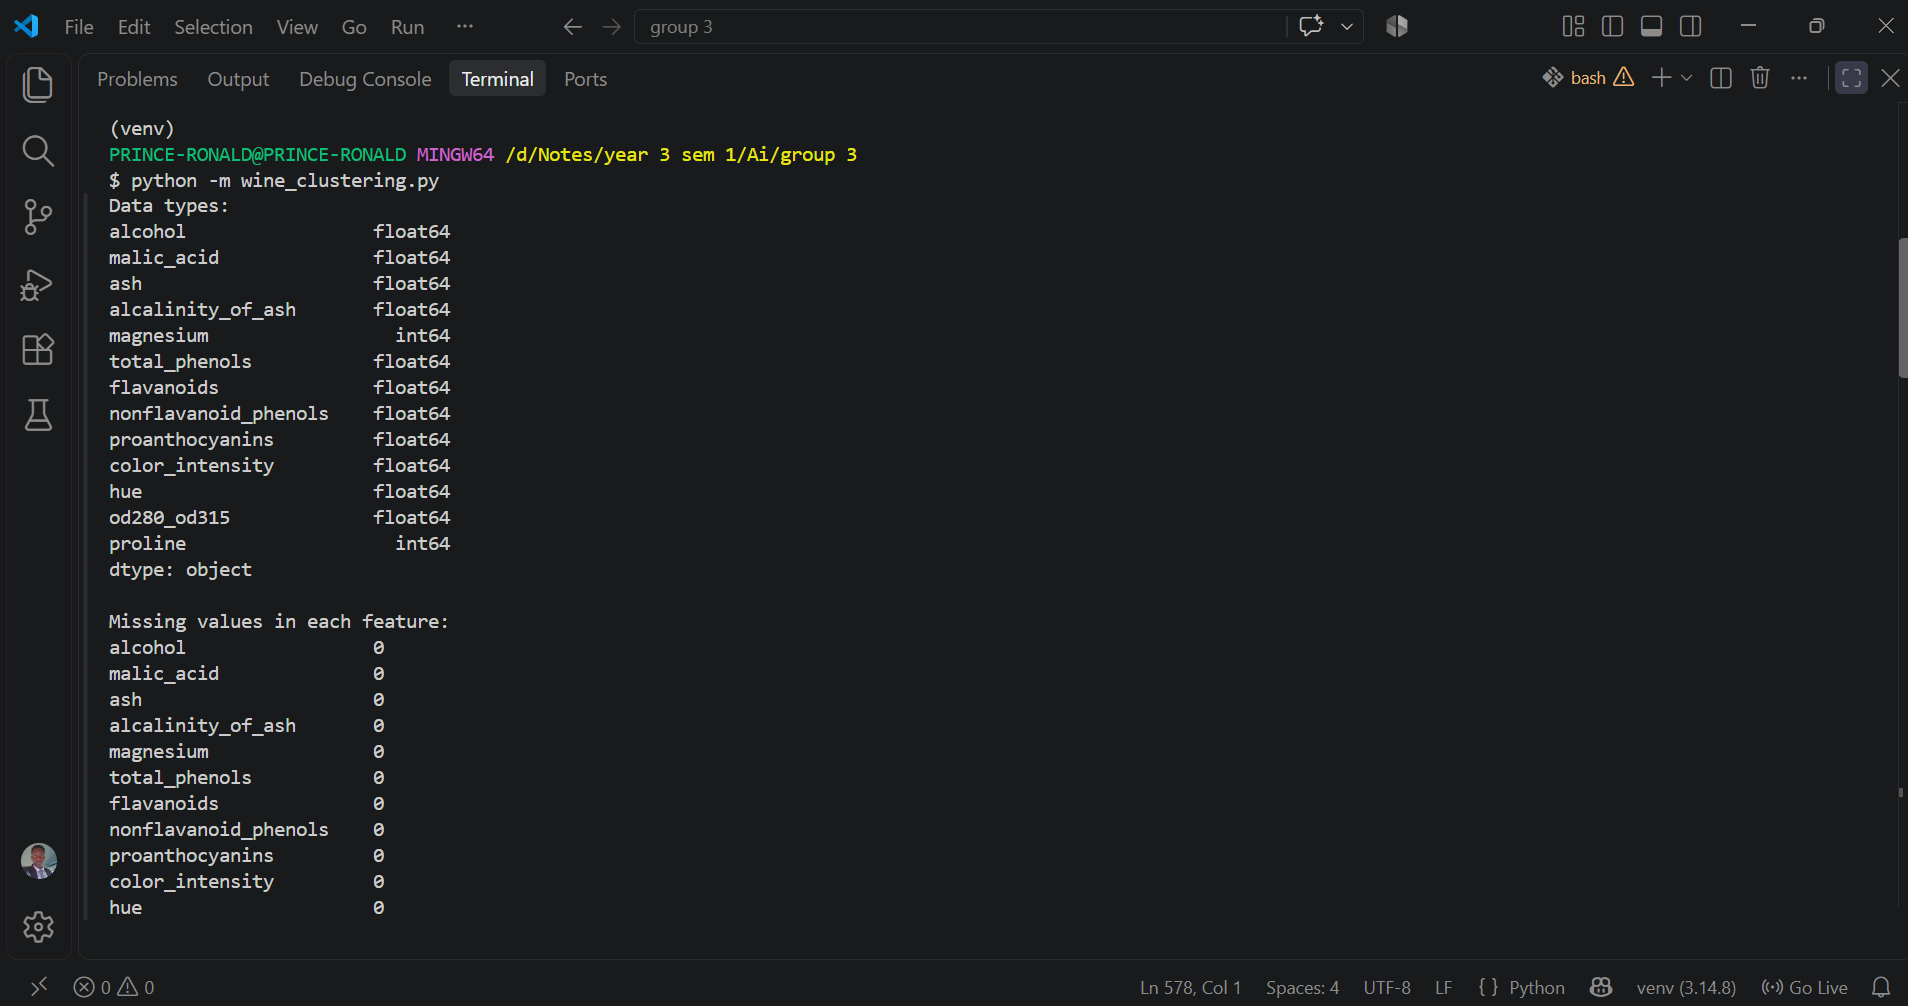 File Edit Selection View Go Run ···
group 3
Problems Output Debug Console Terminal Ports
bash
(venv)
PRINCE-RONALD@PRINCE-RONALD MINGW64 /d/Notes/year 3 sem 1/Ai/group 3
$ python -m wine_clustering.py
Data types:
alcohol float64
malic_acid float64
ash float64
alcalinity_of_ash float64
magnesium int64
total_phenols float64
flavanoids float64
nonflavanoid_phenols float64
proanthocyanins float64
color_intensity float64
hue float64
od280_od315 float64
proline int64
dtype: object
Missing values in each feature:
alcohol 0
malic_acid 0
ash 0
alcalinity_of_ash 0
magnesium 0
total_phenols 0
flavanoids 0
nonflavanoid_phenols 0
proanthocyanins 0
color_intensity 0
hue 0
0 0 Ln 578, Col 1 Spaces: 4 UTF-8 LF { } Python venv (3.14.8) Go Live